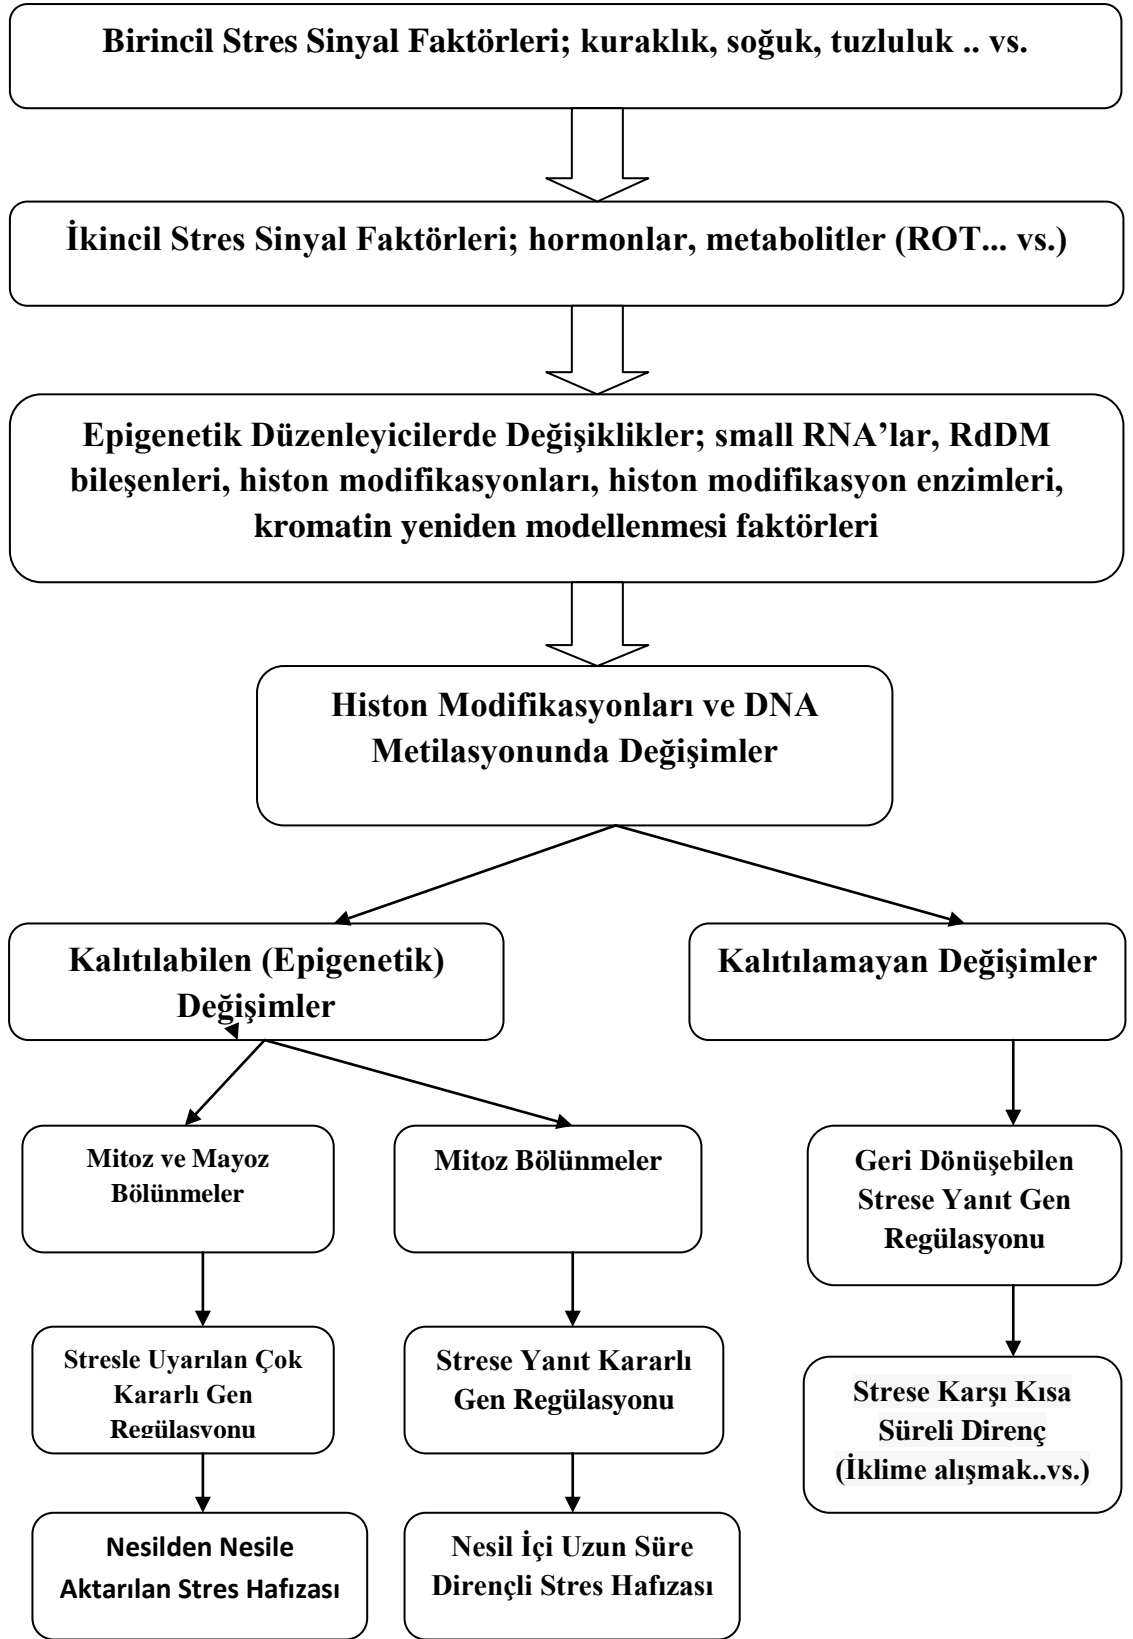 Birincil Stres Sinyal Faktörleri; kuraklık, soğuk, tuzluluk .. vs.
İkincil Stres Sinyal Faktörleri; hormonlar, metabolitler (ROT... vs.)
Epigenetik Düzenleyicilerde Değişiklikler; small RNA’lar, RdDM
bileşenleri, histon modifikasyonları, histon modifikasyon enzimleri,
kromatin yeniden modellenmesi faktörleri
Histon Modifikasyonları ve DNA
Metilasyonunda Değişimler
Kalıtılabilen (Epigenetik)
Değişimler
Kalıtılamayan Değişimler
Mitoz ve Mayoz
Bölünmeler
Mitoz Bölünmeler
Geri Dönüşebilen
Strese Yanıt Gen
Regülasyonu
Stresle Uyarılan Çok
Kararlı Gen
Regülasyonu
Strese Yanıt Kararlı
Gen Regülasyonu
Strese Karşı Kısa
Süreli Direnç
(İklime alışmak..vs.)
Nesilden Nesile
Aktarılan Stres Hafızası
Nesil İçi Uzun Süre
Dirençli Stres Hafızası